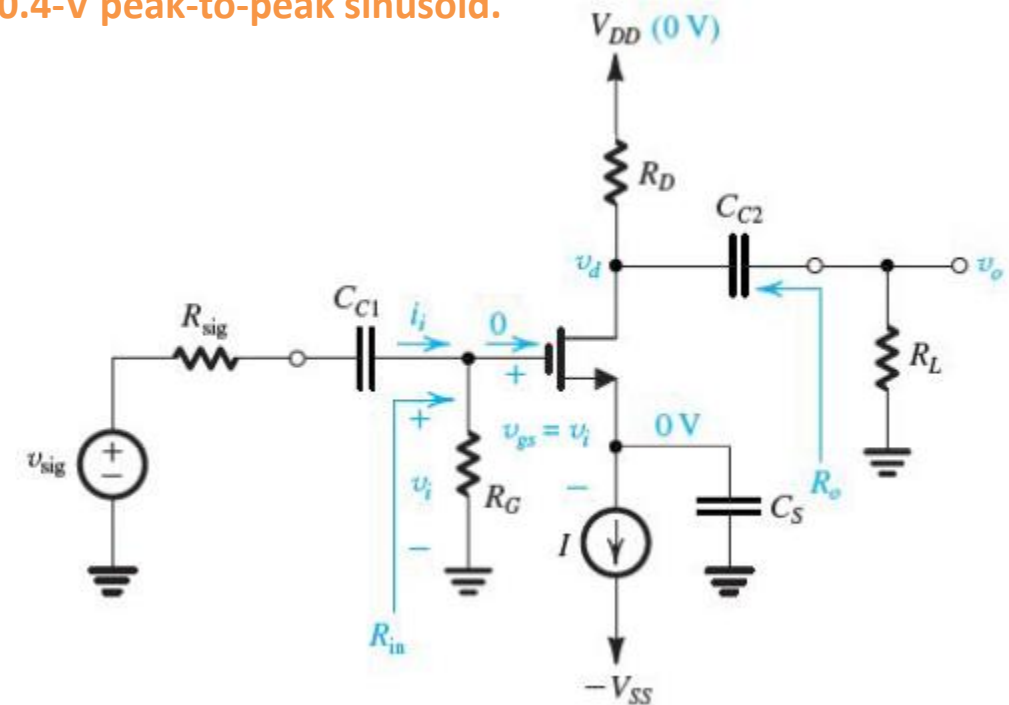 0.4-V peak-to-peak sinusoid.
V_DD (0 V)
R_D
C_C2
v_d
v_o
C_C1
i_i
0
R_sig
+
R_L
+
v_gs = v_i
0 V
v_sig
+
−
v_i
R_G
−
R_o
C_S
I
−
R_in
−V_SS